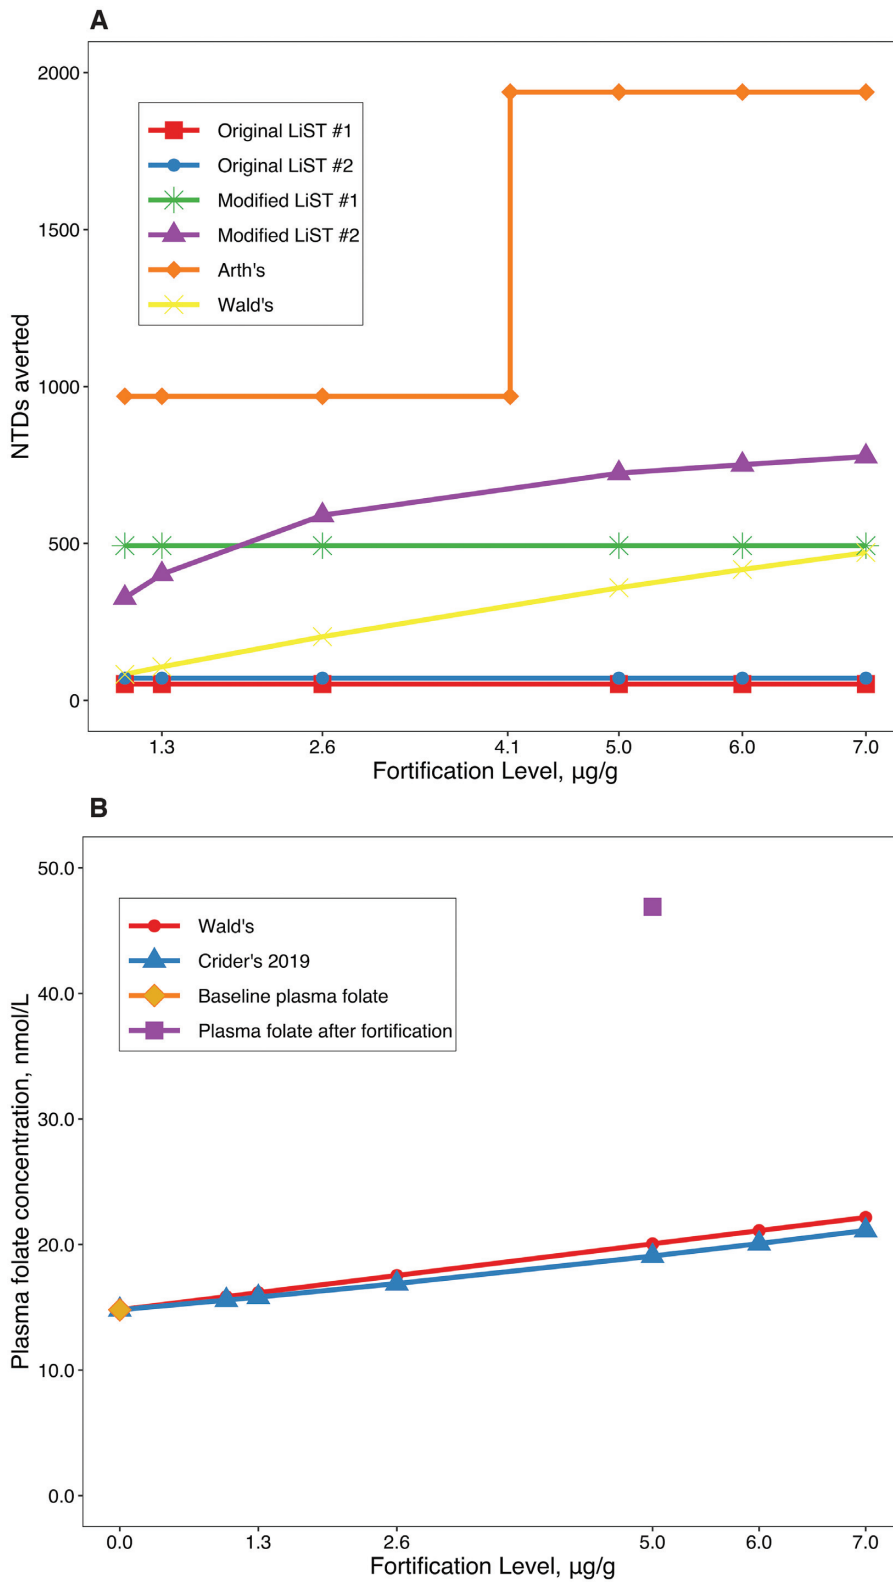 A
2000
1500
1000
500
0
NTDs averted
Original LiST #1
Original LiST #2
Modified LiST #1
Modified LiST #2
Arth's
Wald's
1.3 2.6 4.1 5.0 6.0 7.0
Fortification Level, µg/g
B
50.0
40.0
30.0
20.0
10.0
0.0
Plasma folate concentration, nmol/L
Wald's
Crider's 2019
Baseline plasma folate
Plasma folate after fortification
0.0 1.3 2.6 5.0 6.0 7.0
Fortification Level, µg/g